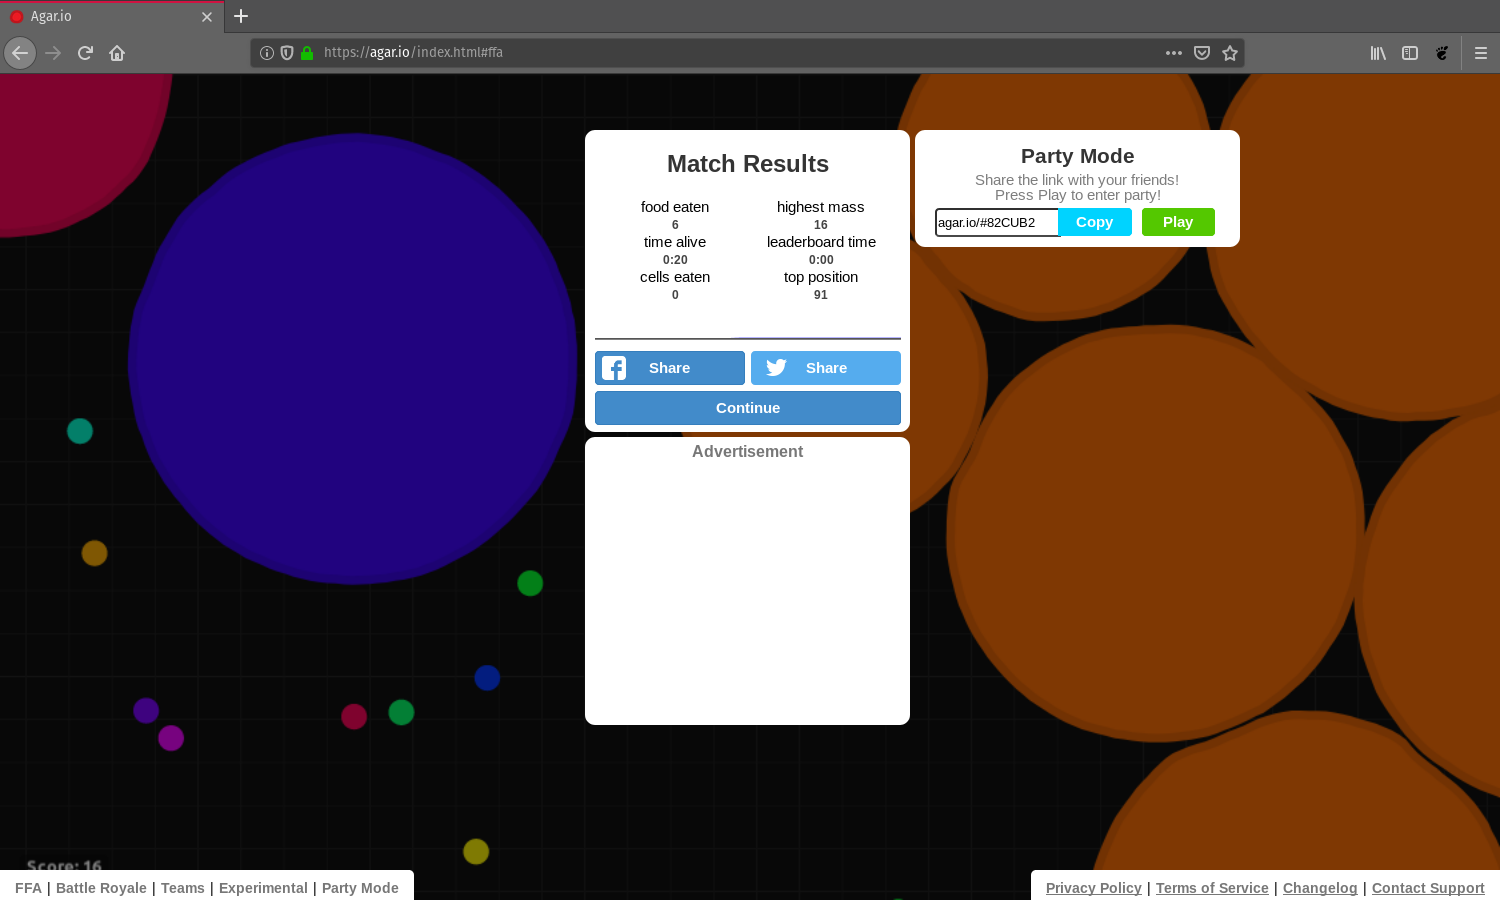 Agar.io
https://agar.io/index.html#ffa
Match Results
food eaten
6
highest mass
16
time alive
0:20
leaderboard time
0:00
cells eaten
0
top position
91
Share
Share
Continue
Advertisement
Party Mode
Share the link with your friends!
Press Play to enter party!
agar.io/#82CUB2
Copy
Play
Score: 16
FFA | Battle Royale | Teams | Experimental | Party Mode
Privacy Policy | Terms of Service | Changelog | Contact Support